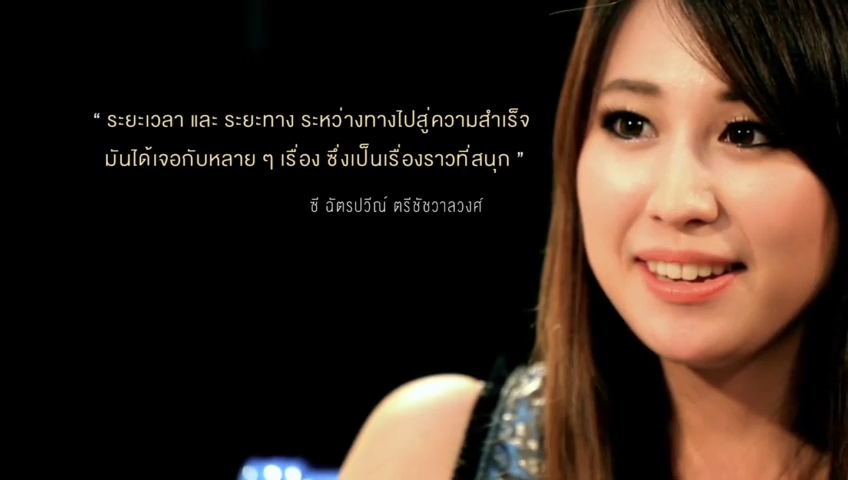 “ ระยะเวลา และ ระยะทาง ระหว่างทางไปสู่ความสำเร็จ
มันได้เจอกับหลาย ๆ เรื่อง ซึ่งเป็นเรื่องราวที่สนุก ”
ซี ฉัตรปวีณ์ ตรีชัชวาลวงศ์